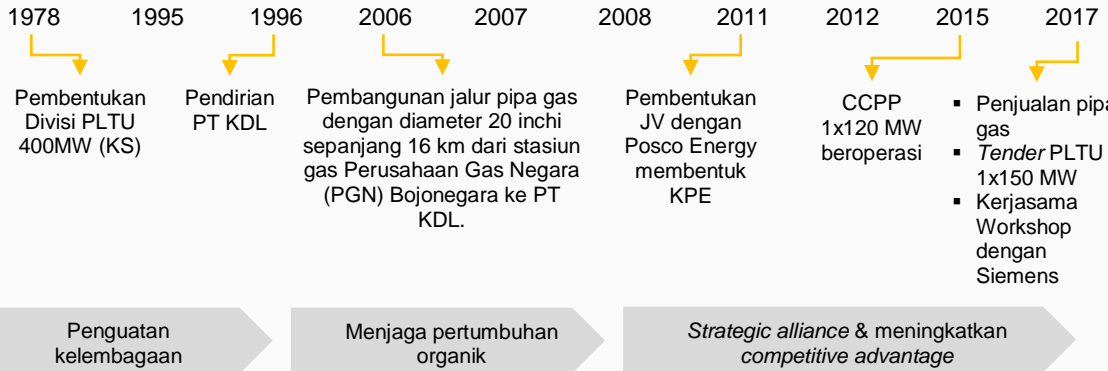 1978 1995 1996 2006 2007 2008 2011 2012 2015 2017
Pembentukan
Divisi PLTU
400MW (KS)
Pendirian
PT KDL
Pembangunan jalur pipa gas
dengan diameter 20 inchi
sepanjang 16 km dari stasiun
gas Perusahaan Gas Negara
(PGN) Bojonegara ke PT
KDL.
Pembentukan
JV dengan
Posco Energy
membentuk
KPE
CCPP
1x120 MW
beroperasi
▪ Penjualan pipa
gas
▪ Tender PLTU
1x150 MW
▪ Kerjasama
Workshop
dengan
Siemens
Penguatan
kelembagaan
Menjaga pertumbuhan
organik
Strategic alliance & meningkatkan
competitive advantage